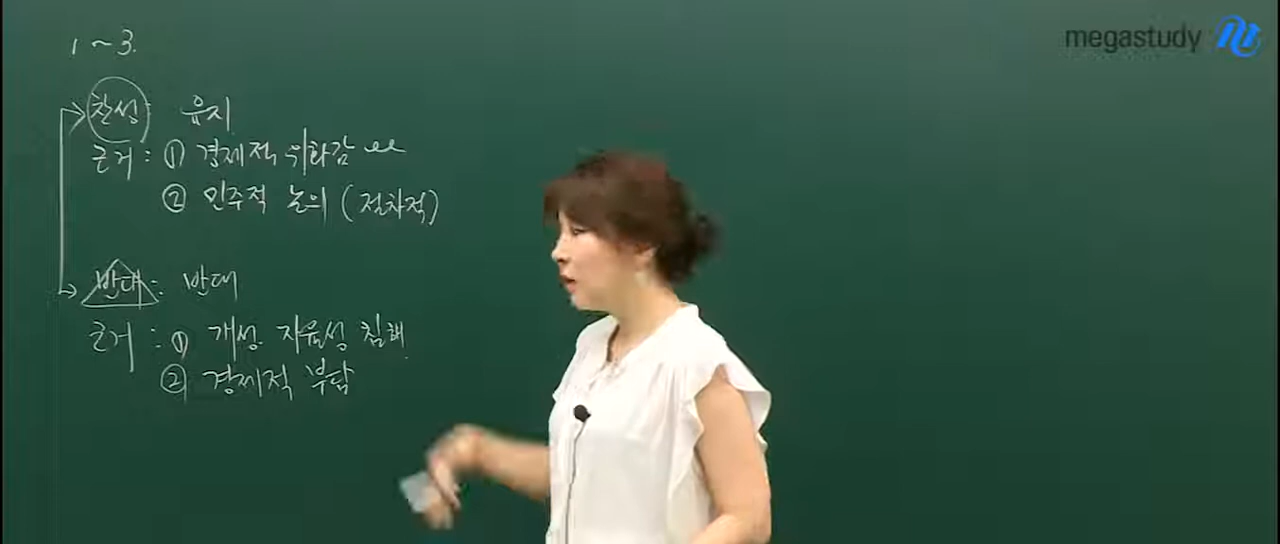 1~3.
megastudy
찬성: 유지
근거: ① 경제적 위화감
② 민주적 논의 (절차적)
반대: 반대
근거: ① 개성. 자율성 침해
② 경제적 부담